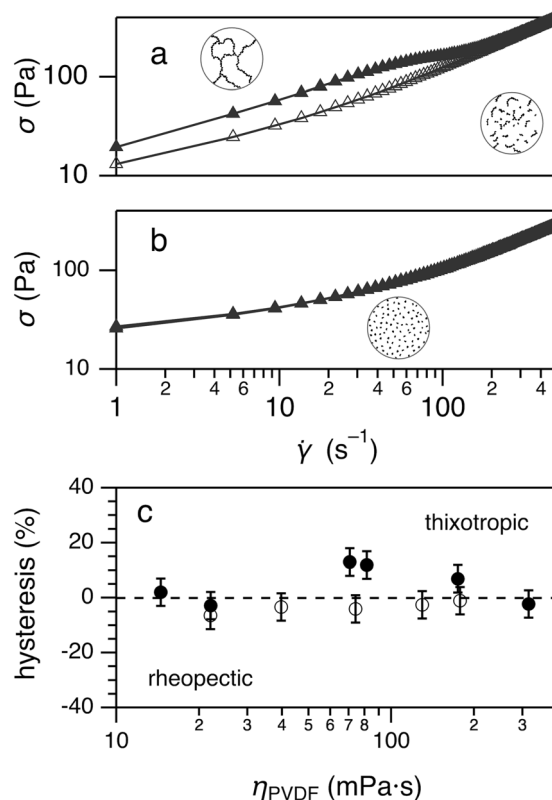 a
σ (Pa)
100
10
b
σ (Pa)
100
10
1 2 4 6 10 2 4 6 100 2 4
γ̇ (s⁻¹)
c
hysteresis (%)
40
20
0
-20
-40
thixotropic
rheopectic
10 2 3 4 5 6 7 8 100 2 3
ηPVDF (mPa·s)